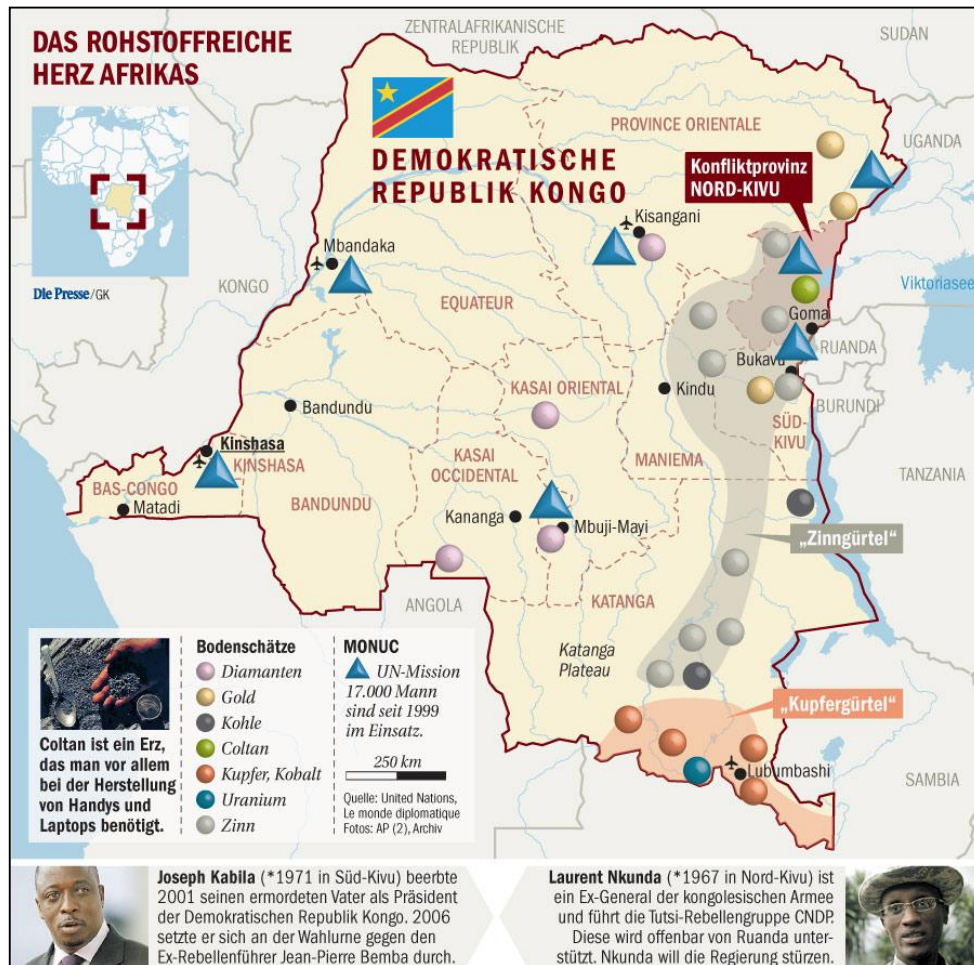 DAS ROHSTOFFREICHE
HERZ AFRIKAS
ZENTRALAFRIKANISCHE
REPUBLIK
SUDAN
DEMOKRATISCHE
REPUBLIK KONGO
PROVINCE ORIENTALE
UGANDA
Konfliktprovinz
NORD-KIVU
Kisangani
Mbandaka
Die Presse/GK
KONGO
EQUATEUR
Viktoriasee
Goma
RUANDA
Bukavu
KASAI ORIENTAL
Kindu
BURUNDI
Bandundu
SÜD-
KIVU
Kinshasa
KINSHASA
KASAI
OCCIDENTAL
MANIEMA
TANZANIA
BAS-CONGO
Matadi
BANDUNDU
Kananga
Mbuji-Mayi
„Zinngürtel“
ANGOLA
KATANGA
Katanga
Plateau
„Kupfergürtel“
Lubumbashi
SAMBIA
Coltan ist ein Erz,
das man vor allem
bei der Herstellung
von Handys und
Laptops benötigt.
Bodenschätze
Diamanten
Gold
Kohle
Coltan
Kupfer, Kobalt
Uranium
Zinn
MONUC
UN-Mission
17.000 Mann
sind seit 1999
im Einsatz.
250 km
Quelle: United Nations,
Le monde diplomatique
Fotos: AP (2), Archiv
Joseph Kabila (*1971 in Süd-Kivu) beerbte
2001 seinen ermordeten Vater als Präsident
der Demokratischen Republik Kongo. 2006
setzte er sich an der Wahlurne gegen den
Ex-Rebellenführer Jean-Pierre Bemba durch.
Laurent Nkunda (*1967 in Nord-Kivu) ist
ein Ex-General der kongolesischen Armee
und führt die Tutsi-Rebellengruppe CNDP.
Diese wird offenbar von Ruanda unter-
stützt. Nkunda will die Regierung stürzen.